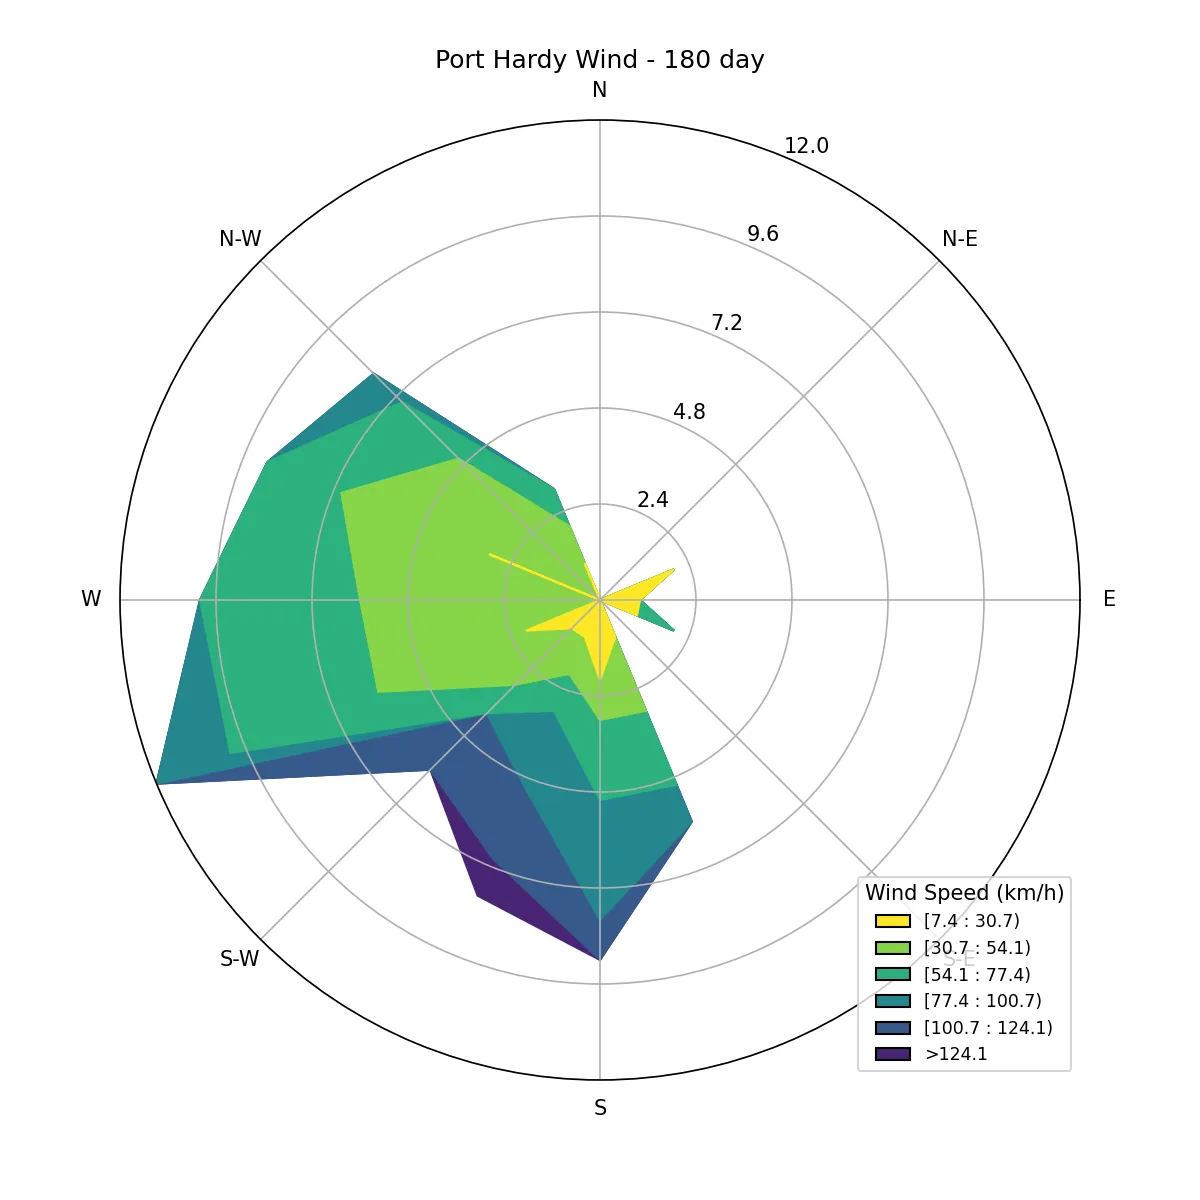 Port Hardy Wind - 180 day
N
12.0
N-W
9.6
N-E
7.2
4.8
2.4
W
E
S-W
S-E
Wind Speed (km/h)
[7.4 : 30.7)
[30.7 : 54.1)
[54.1 : 77.4)
[77.4 : 100.7)
[100.7 : 124.1)
>124.1
S